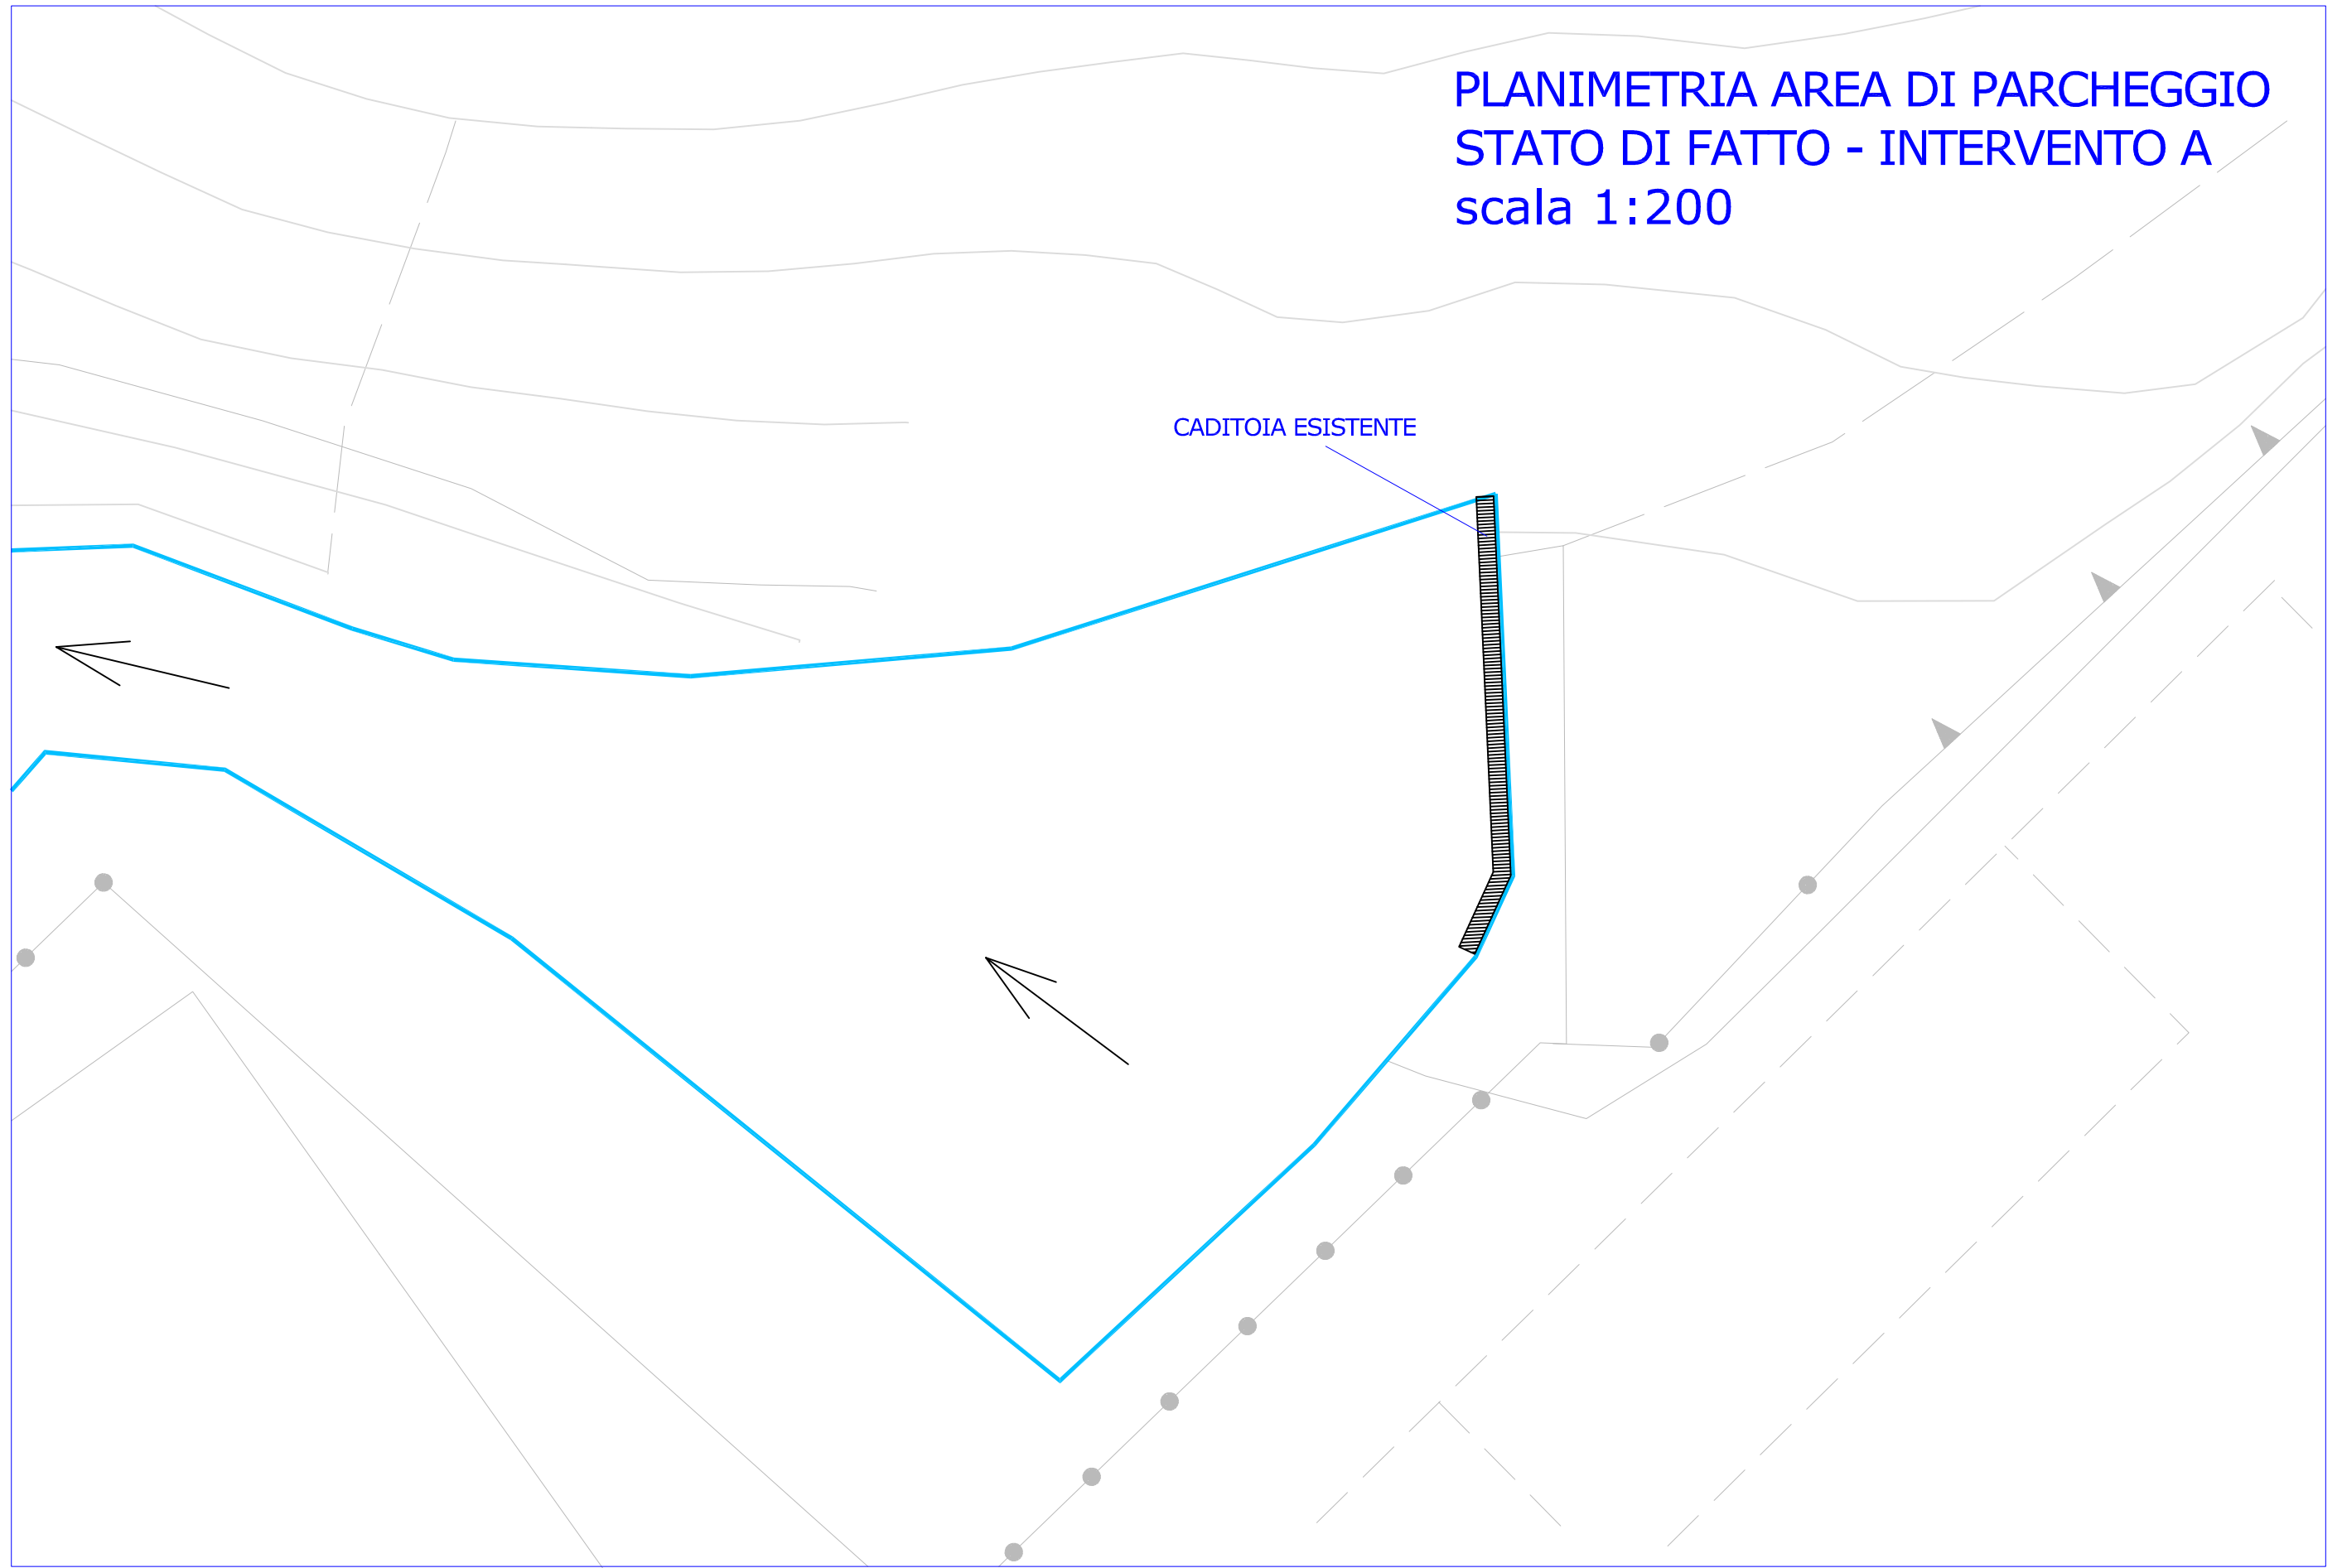 PLANIMETRIA AREA DI PARCHEGGIO
STATO DI FATTO - INTERVENTO A
scala 1:200
CADITOIA ESISTENTE